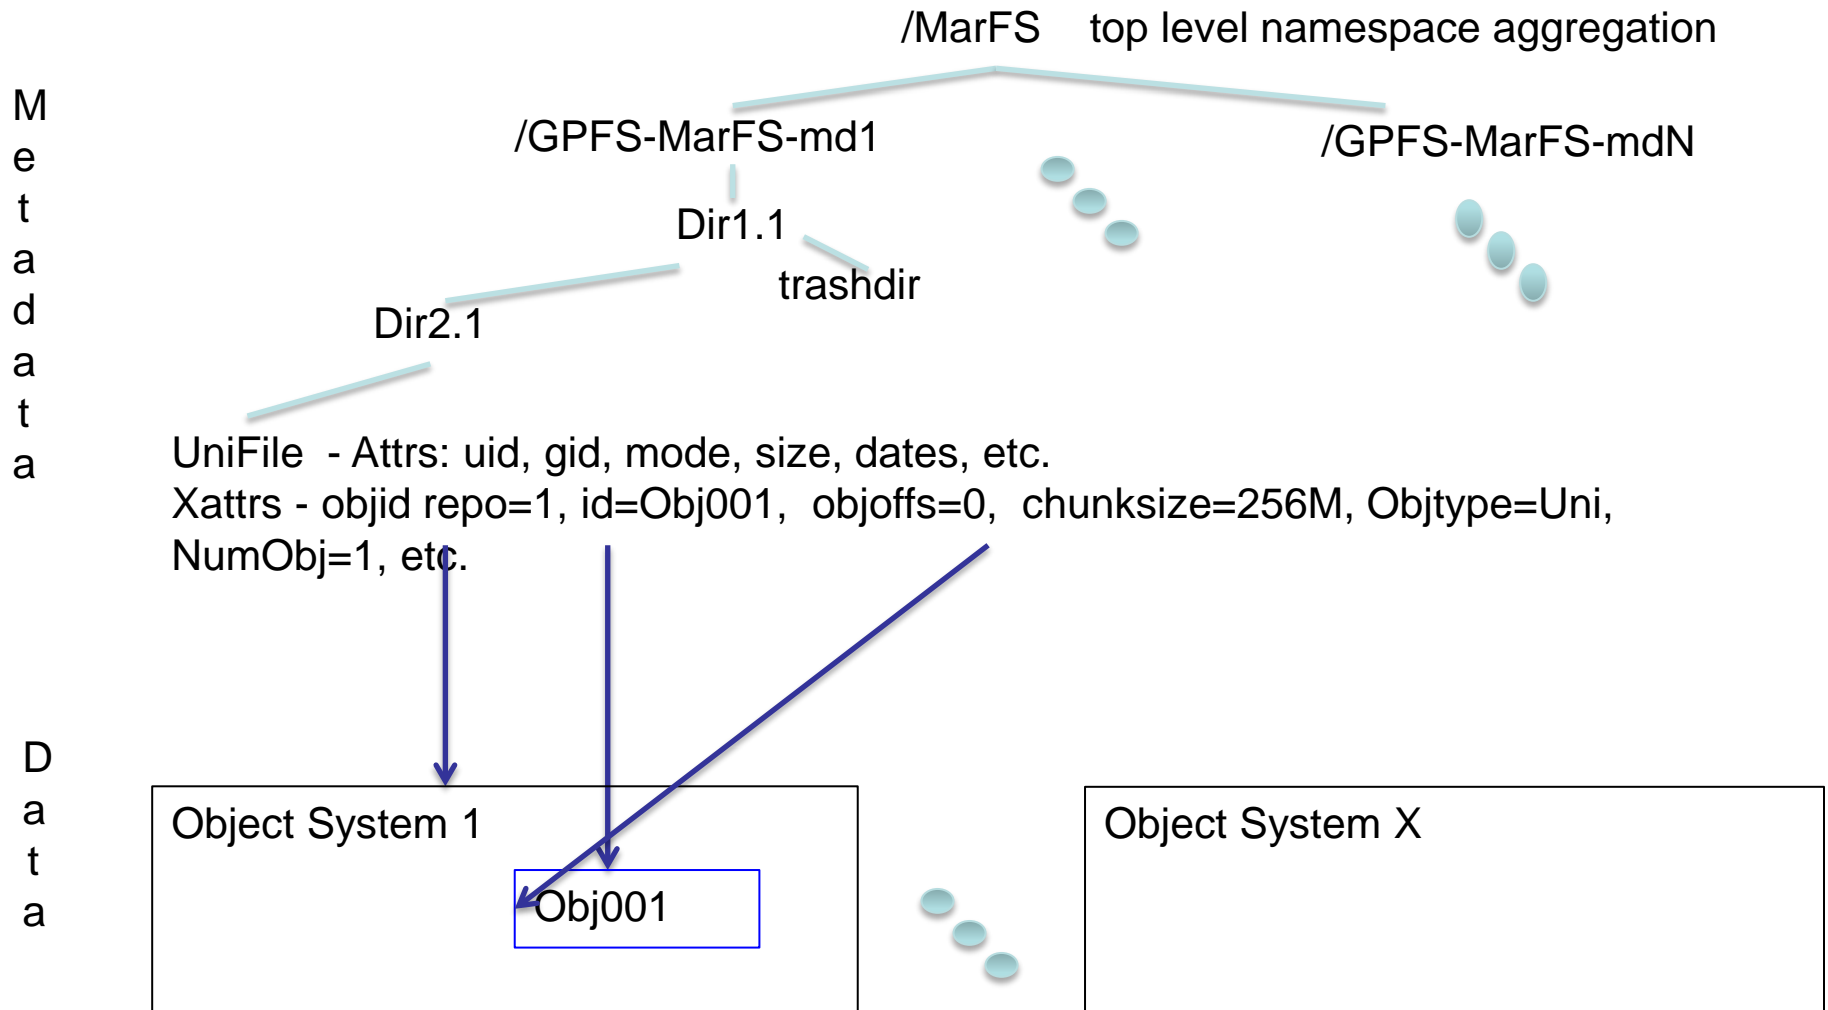 /MarFS top level namespace aggregation
Metadata
/GPFS-MarFS-md1
/GPFS-MarFS-mdN
Dir1.1
trashdir
Dir2.1
UniFile - Attrs: uid, gid, mode, size, dates, etc.
Xattrs - objid repo=1, id=Obj001, objoffs=0, chunksize=256M, Objtype=Uni,
NumObj=1, etc.
Data
Object System 1
Object System X
Obj001